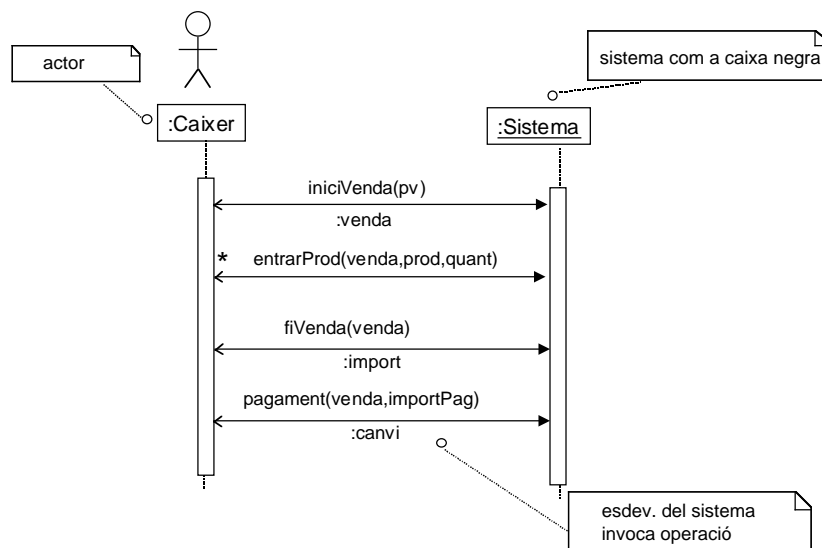 actor
sistema com a caixa negra
:Caixer
:Sistema
iniciVenda(pv)
:venda
* entrarProd(venda,prod,quant)
fiVenda(venda)
:import
pagament(venda,importPag)
:canvi
esdev. del sistema
invoca operació